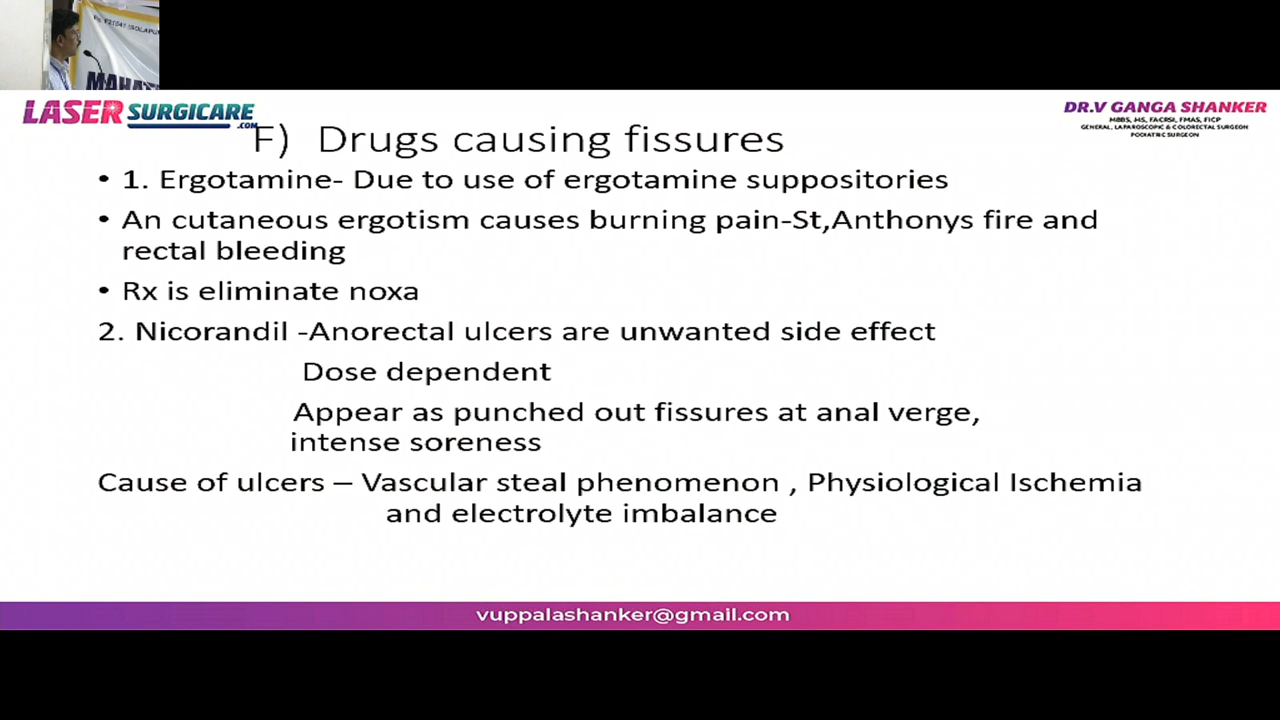 MAHAT
LASER SURGICARE
.COM
DR.V GANGA SHANKER
MBBS, MS, FACRSI, FMAS, FICP
GENERAL, LAPAROSCOPIC & COLORECTAL SURGEON
PODIATRIC SURGEON
F) Drugs causing fissures
• 1. Ergotamine- Due to use of ergotamine suppositories
• An cutaneous ergotism causes burning pain-St,Anthonys fire and
rectal bleeding
• Rx is eliminate noxa
2. Nicorandil -Anorectal ulcers are unwanted side effect
Dose dependent
Appear as punched out fissures at anal verge,
intense soreness
Cause of ulcers – Vascular steal phenomenon , Physiological Ischemia
and electrolyte imbalance
vuppalashanker@gmail.com